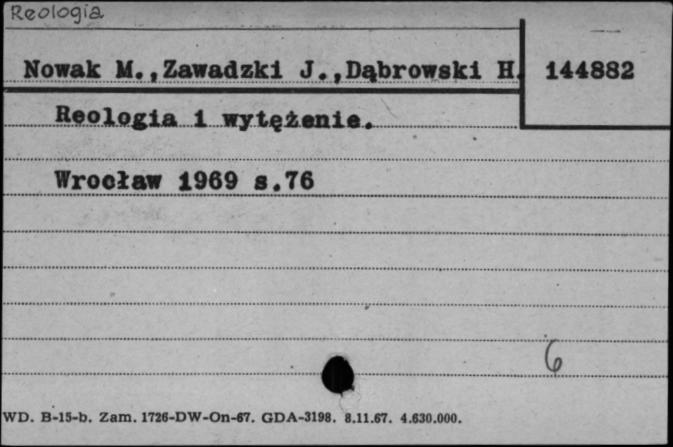 Reologia
Nowak M.,Zawadzki J.,Dąbrowski H. 144882
Reologia i wytężenie.
Wrocław 1969 s.76
6
WD. B-15-b. Zam. 1726-DW-On-67. GDA-3198. 8.11.67. 4.630.000.